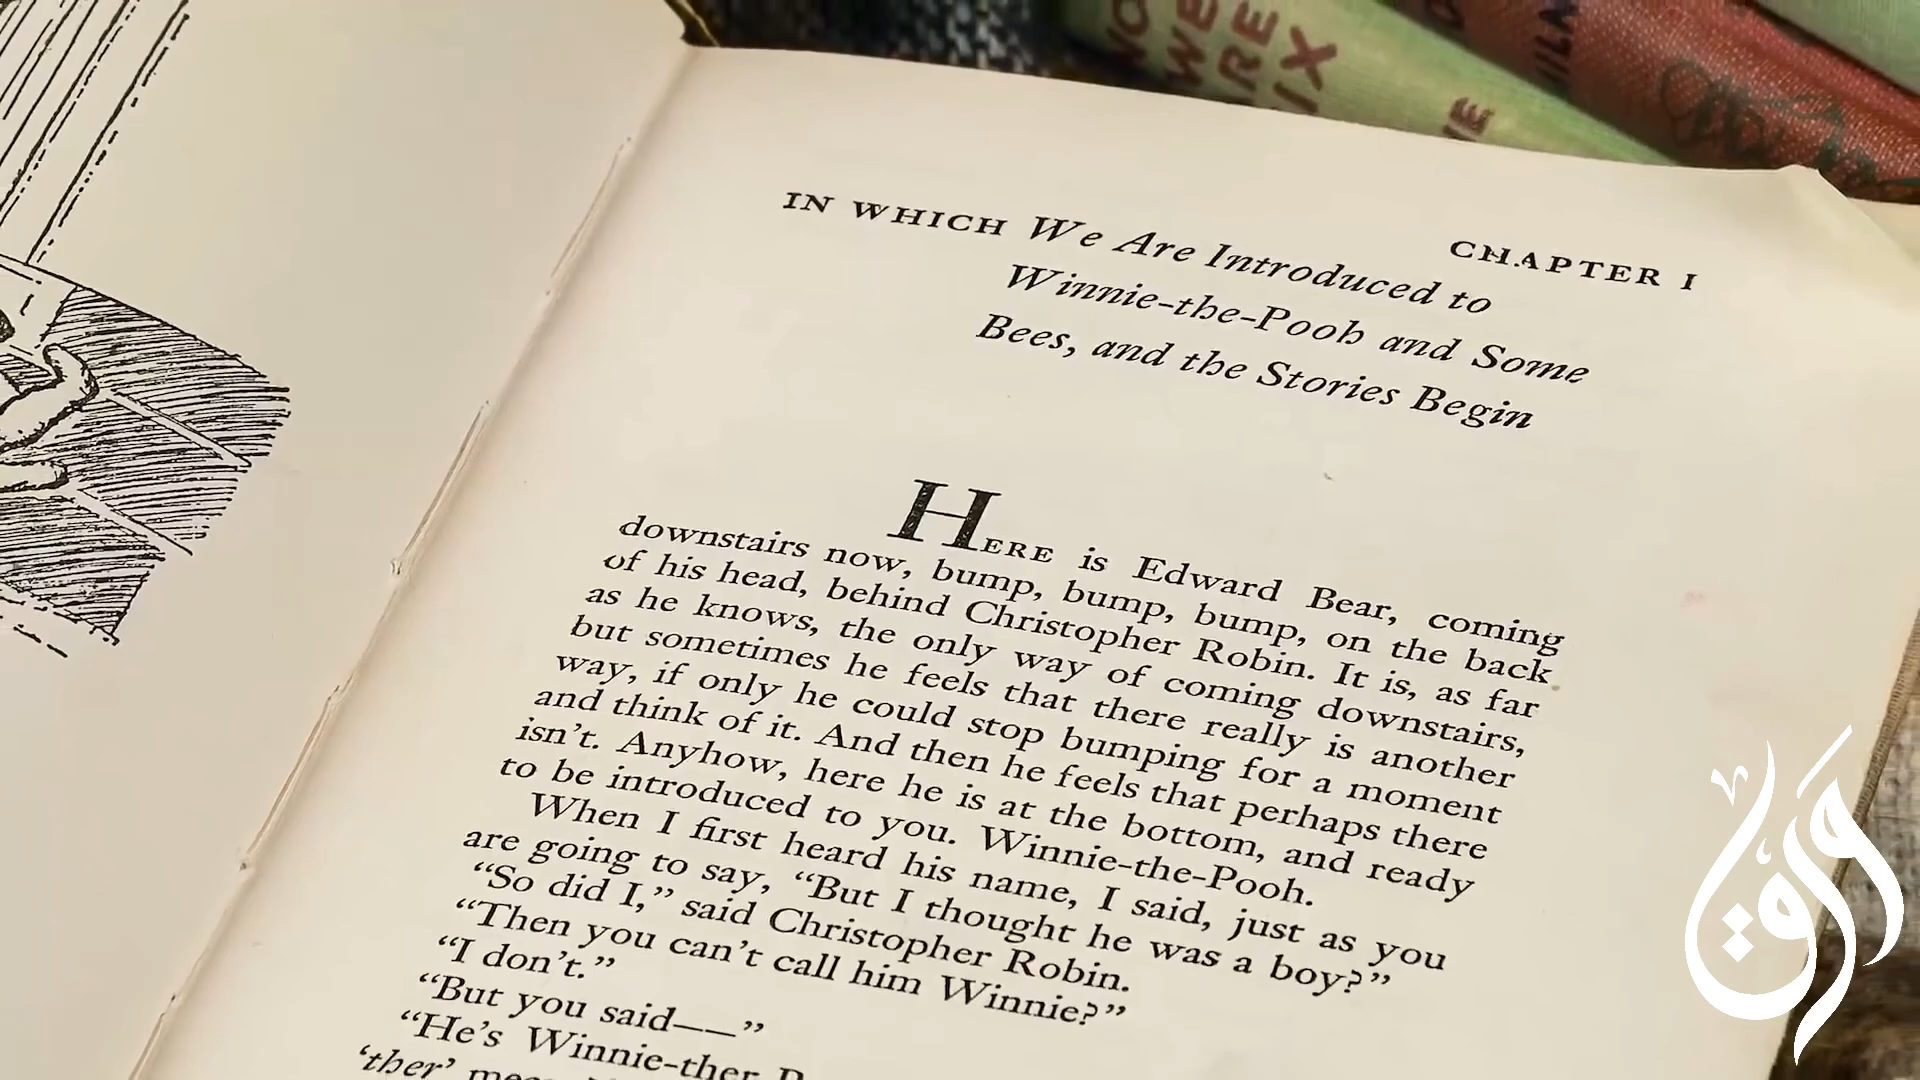 NO
WE
ARE
SIX
CHAPTER I
IN WHICH We Are Introduced to
Winnie-the-Pooh and Some
Bees, and the Stories Begin
HERE is Edward Bear, coming
downstairs now, bump, bump, bump, on the back
of his head, behind Christopher Robin. It is, as far
as he knows, the only way of coming downstairs,
but sometimes he feels that there really is another
way, if only he could stop bumping for a moment
and think of it. And then he feels that perhaps there
isn't. Anyhow, here he is at the bottom, and ready
to be introduced to you. Winnie-the-Pooh.
When I first heard his name, I said, just as you
are going to say, “But I thought he was a boy?”
“So did I,” said Christopher Robin.
“Then you can't call him Winnie?”
“I don't.”
“But you said——”
“He's Winnie-ther
'ther'